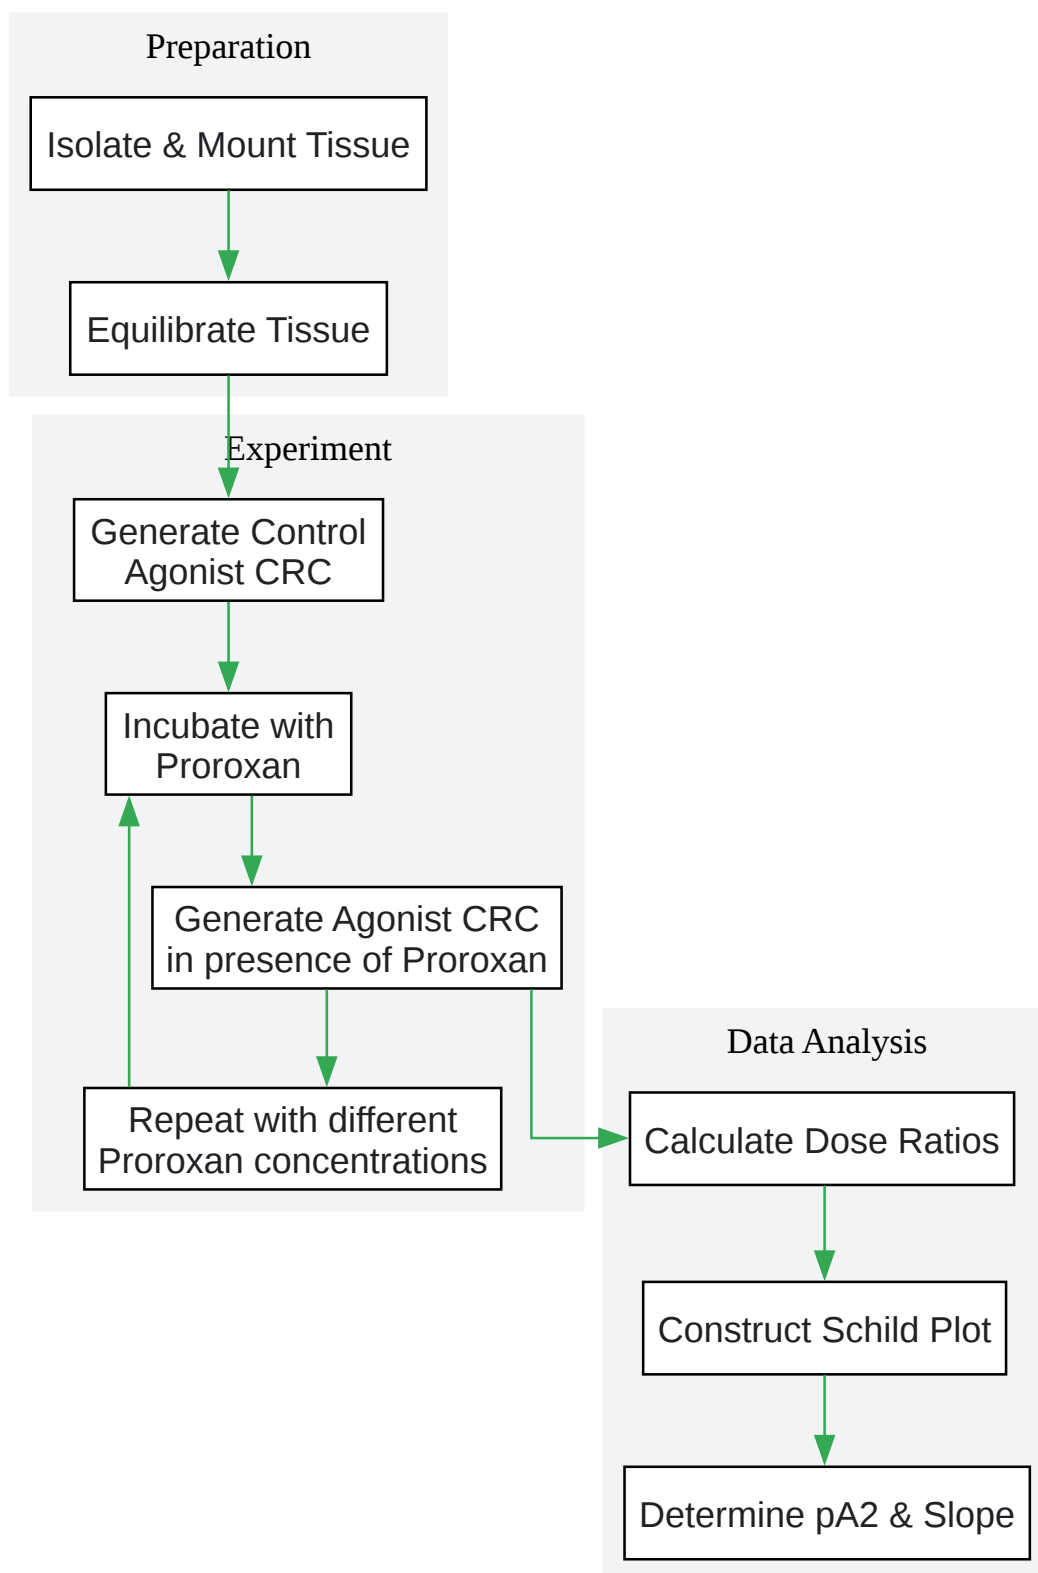 Preparation
Isolate & Mount Tissue
Equilibrate Tissue
Experiment
Generate Control
Agonist CRC
Incubate with
Proroxan
Generate Agonist CRC
in presence of Proroxan
Repeat with different
Proroxan concentrations
Data Analysis
Calculate Dose Ratios
Construct Schild Plot
Determine pA2 & Slope